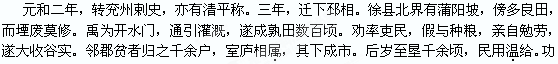 元和二年，转兖州刺史，亦有清平称。三年，迁下邳相。徐县北界有蒲阳坡，傍多良田，
而堙废莫修。禹为开水门，通引灌溉，遂成孰田数百顷。劝率吏民，假与种粮，亲自勉劳，
遂大收谷实。邻郡贫者归之千余户，室庐相属，其下成市。后岁至垦千余顷，民用温给。功